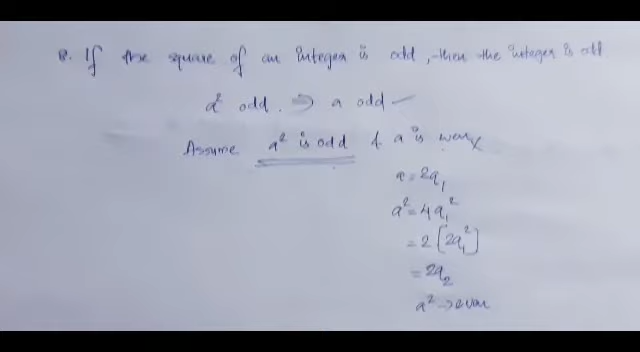 Q. If the square of an integer is odd, then the integer is odd
a² odd. ⇒ a odd –
Assume a² is odd & a is even
a = 2a₁
a² = 4a₁²
= 2[2a₁²]
= 2a₂
a² → even